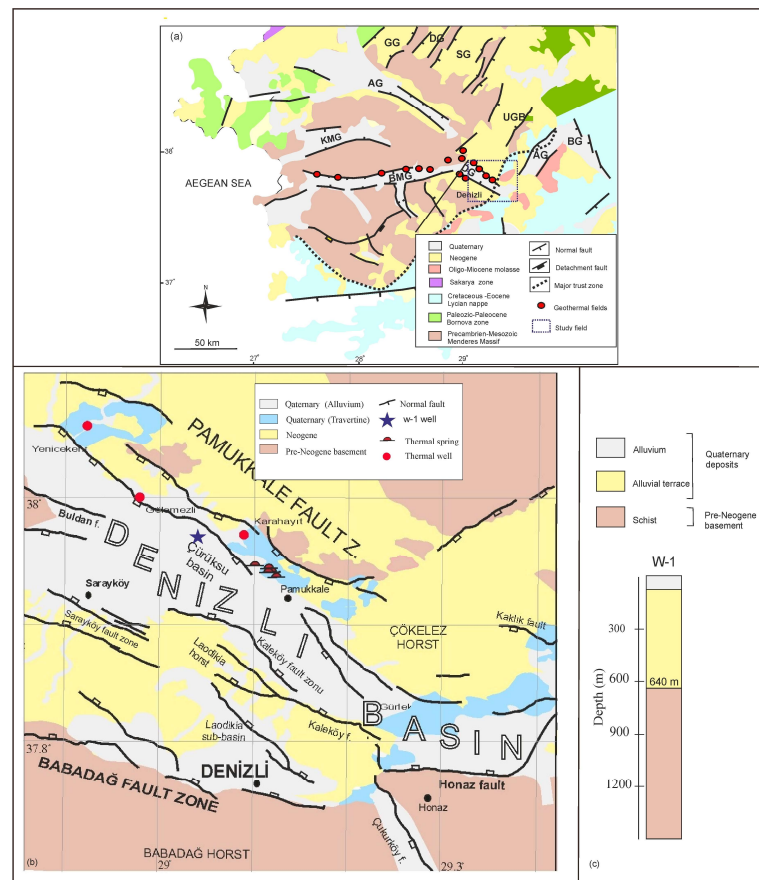 (a)
GG
DG
SG
AG
UGB
KMG
BG
AG
38
BMG
DG
AEGEAN SEA
Denizli
37
N
50 km
27
28
29
Quaternary
Neogene
Oligo-Miocene molasse
Sakarya zone
Cretaceous -Eocene
Lycian nappe
Paleozic-Paleocene
Bornova zone
Precambrien-Mesozoic
Menderes Massif
Normal fault
Detachment fault
Major trust zone
Geothermal fields
Study field
Qaternary (Alluvium)
Quaternary (Travertine)
Neogene
Pre-Neogene basement
Normal fault
w-1 well
Thermal spring
Thermal well
Yenicekent
PAMUKKALE FAULT Z.
38
Gölemezli
Karahayıt
Buldan f.
DENİZLİ
Çürüksu
basin
Sarayköy
Pamukkale
Sarayköy fault zone
Laodikia
horst
Kaleköy fault zonu
ÇÖKELEZ
HORST
Kaklık fault
Gürlek
BASIN
Laodikia
sub-basin
Kaleköy f.
37.8
DENİZLİ
BABADAĞ FAULT ZONE
Honaz fault
Honaz
Çukurköy f.
BABADAĞ HORST
29
29.3
(b)
Alluvium
Alluvial terrace
Schist
Quaternary
deposits
Pre-Neogene
basement
W-1
Depth (m)
300
600
640 m
900
1200
(c)